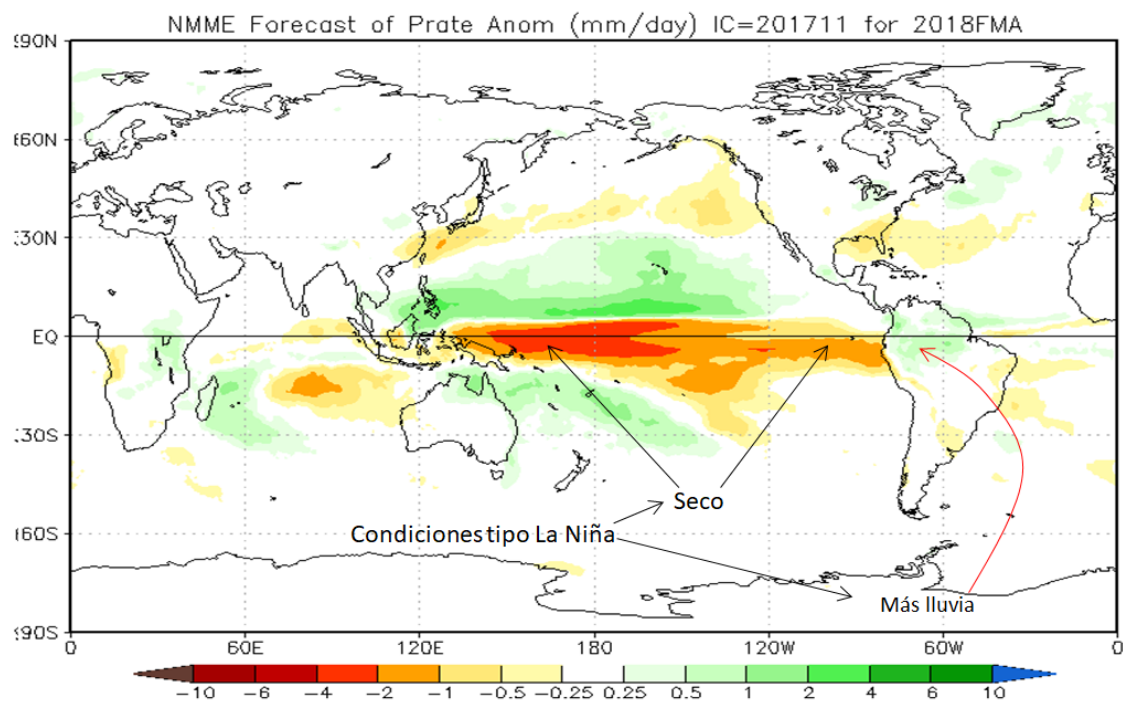 NMME Forecast of Prate Anom (mm/day) IC=201711 for 2018FMA
90N
60N
30N
EQ
30S
60S
90S
Seco
Condiciones tipo La Niña
Más lluvia
0 60E 120E 180 120W 60W 0
-10 -6 -4 -2 -1 -0.5 -0.25 0.25 0.5 1 2 4 6 10